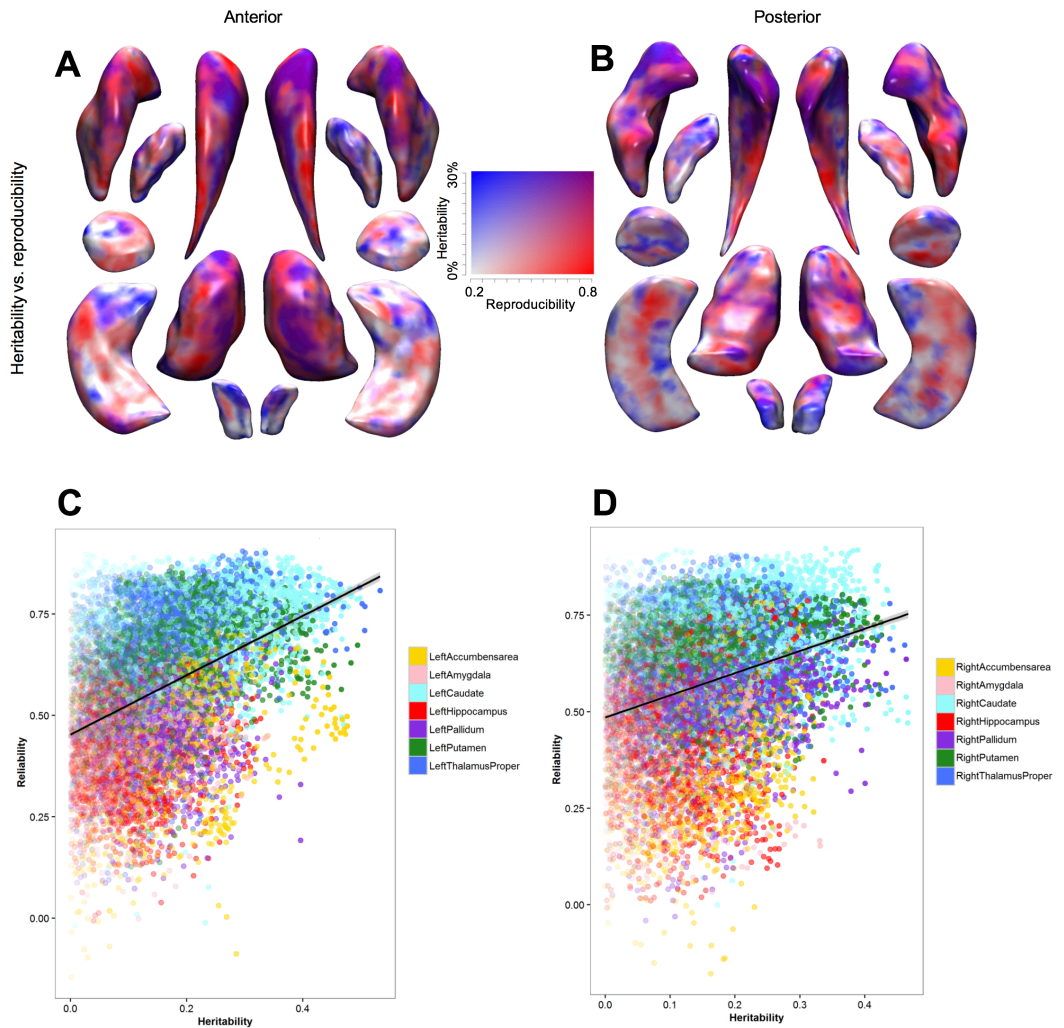 Anterior
Posterior
A
B
Heritability vs. reproducibility
30%
Heritability
0%
0.2
0.8
Reproducibility
C
D
0.75
0.50
0.25
0.00
Reliability
0.0
0.2
0.4
Heritability
LeftAccumbensarea
LeftAmygdala
LeftCaudate
LeftHippocampus
LeftPallidum
LeftPutamen
LeftThalamusProper
0.75
0.50
0.25
0.00
Reliability
0.0
0.1
0.2
0.3
0.4
Heritability
RightAccumbensarea
RightAmygdala
RightCaudate
RightHippocampus
RightPallidum
RightPutamen
RightThalamusProper